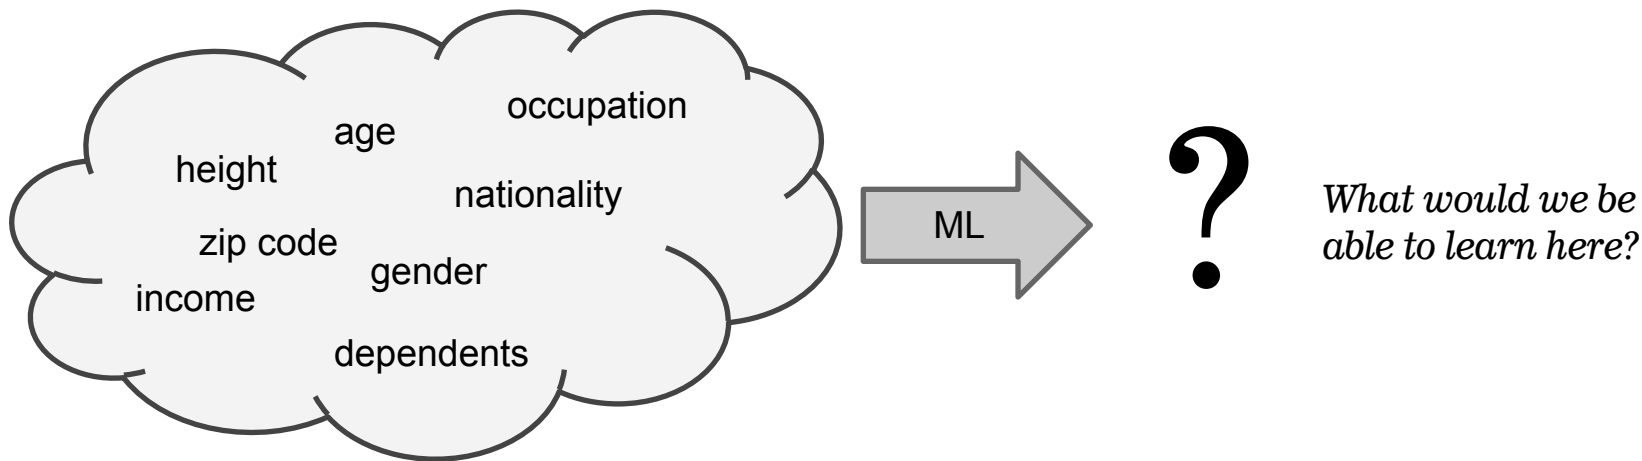 occupation
age
height
nationality
zip code
gender
income
dependents
ML
?
What would we be
able to learn here?